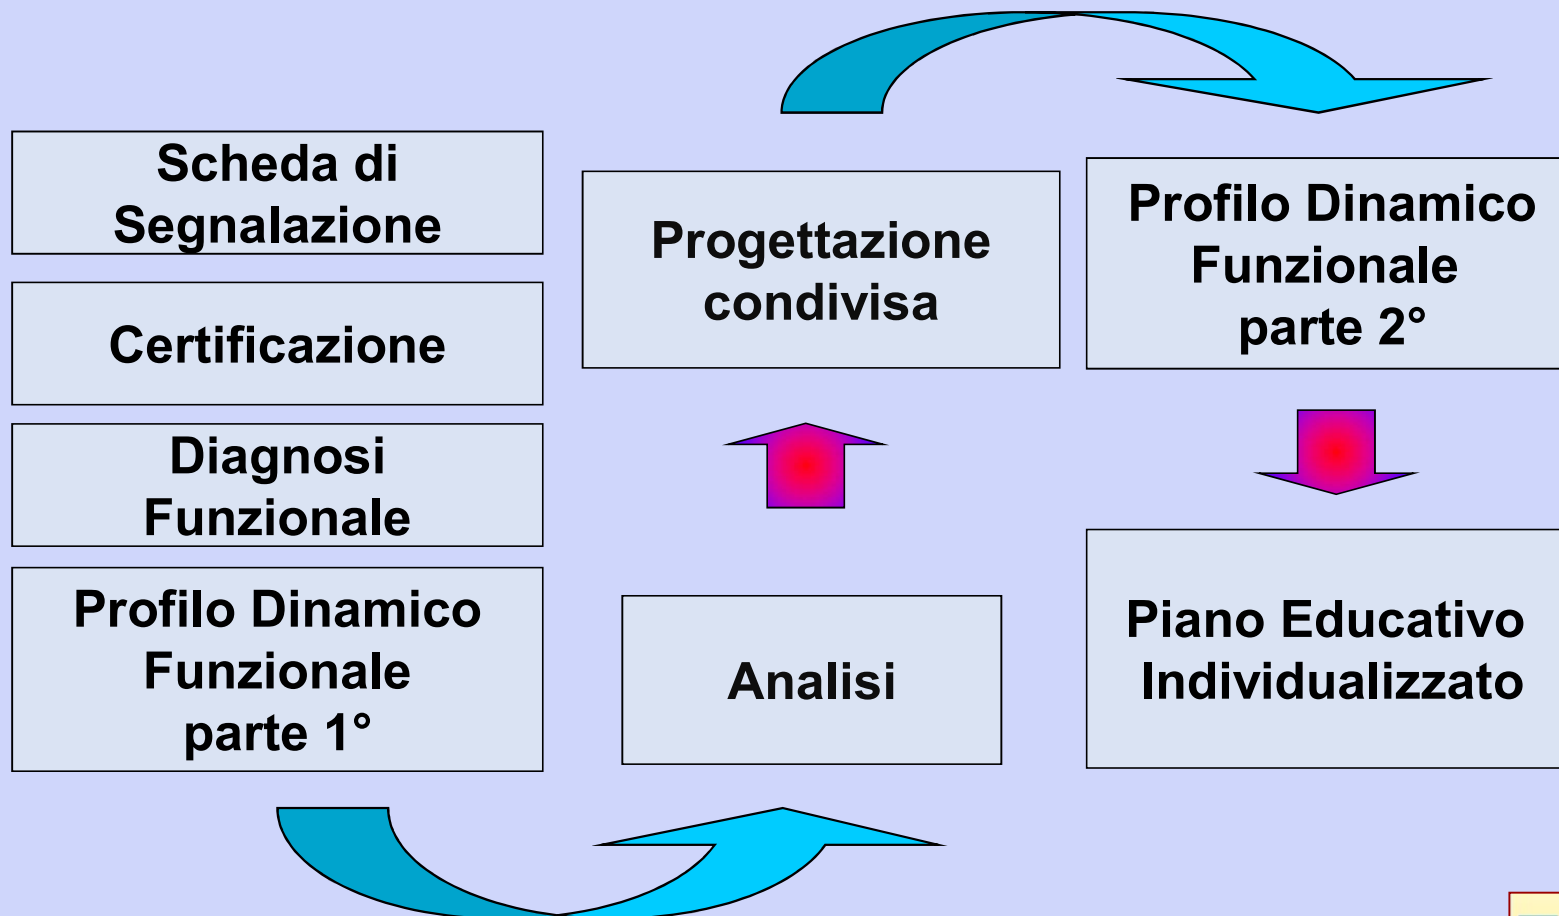 Scheda di
Segnalazione
Certificazione
Diagnosi
Funzionale
Profilo Dinamico
Funzionale
parte 1°
Progettazione
condivisa
Analisi
Profilo Dinamico
Funzionale
parte 2°
Piano Educativo
Individualizzato